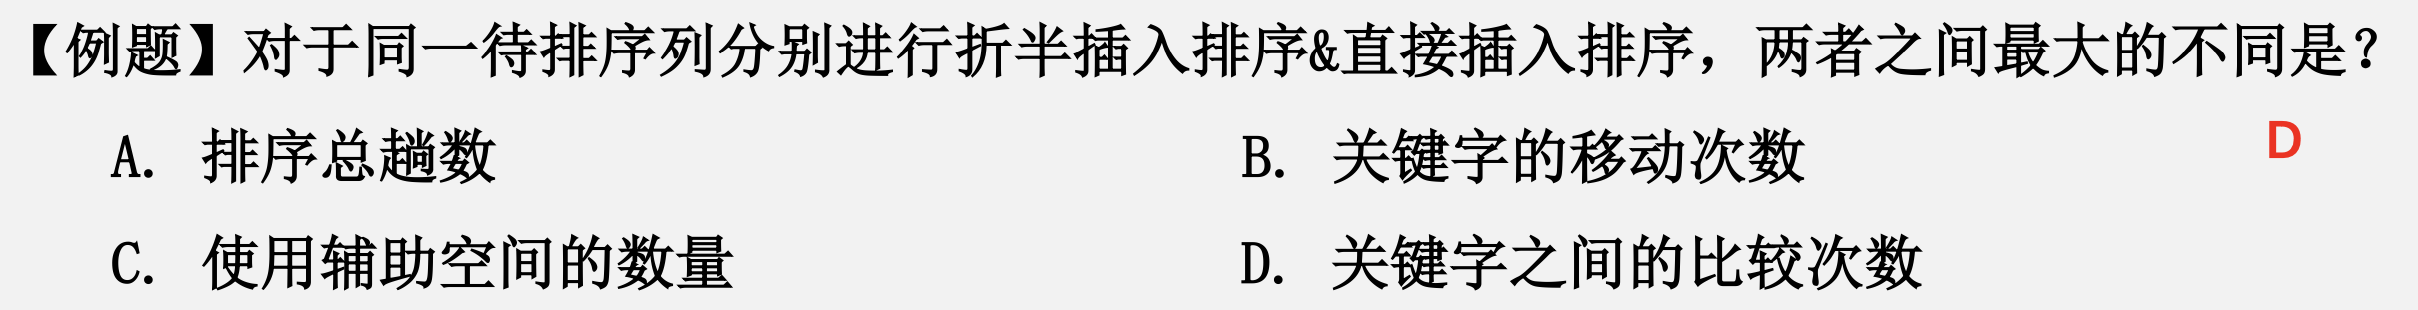 【例题】对于同一待排序列分别进行折半插入排序&直接插入排序，两者之间最大的不同是？
A. 排序总趟数
B. 关键字的移动次数
D
C. 使用辅助空间的数量
D. 关键字之间的比较次数